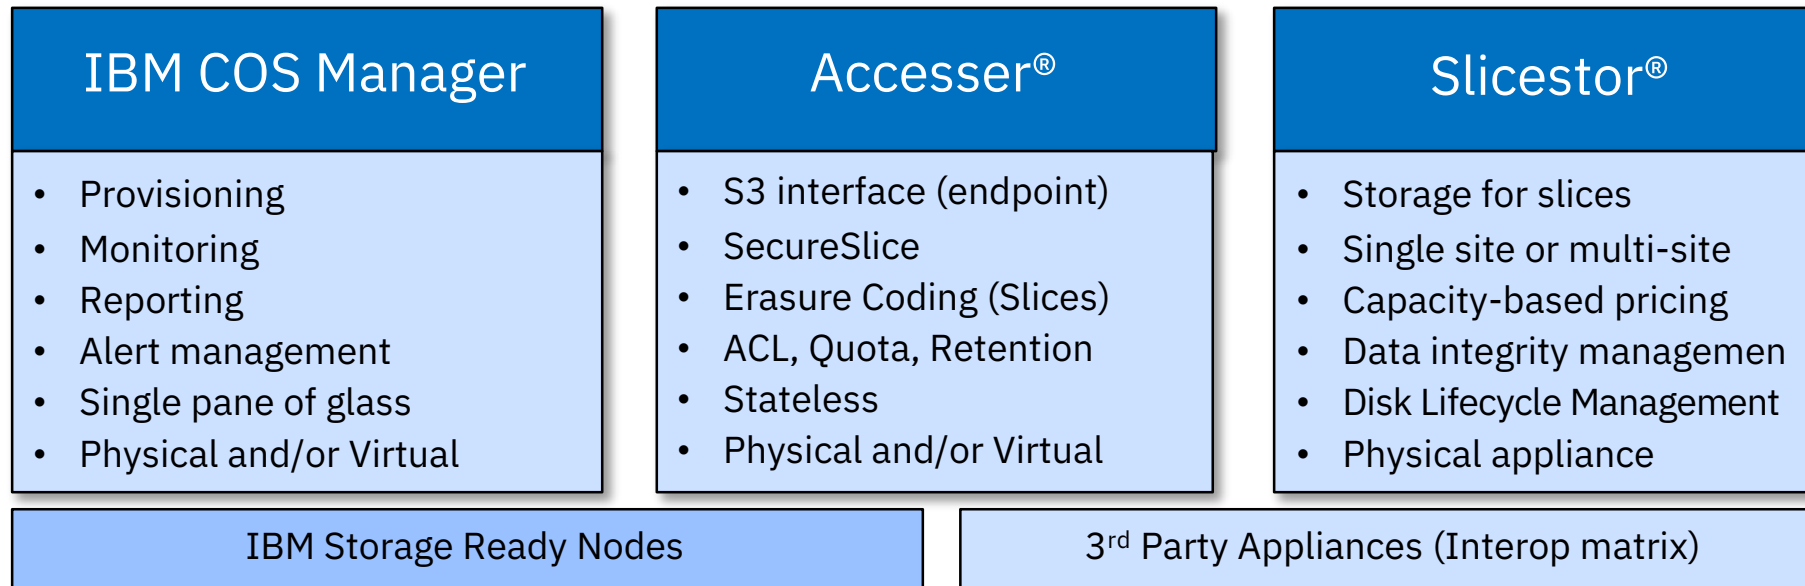 IBM COS Manager
• Provisioning
• Monitoring
• Reporting
• Alert management
• Single pane of glass
• Physical and/or Virtual
Accesser®
• S3 interface (endpoint)
• SecureSlice
• Erasure Coding (Slices)
• ACL, Quota, Retention
• Stateless
• Physical and/or Virtual
Slicestor®
• Storage for slices
• Single site or multi-site
• Capacity-based pricing
• Data integrity managemen
• Disk Lifecycle Management
• Physical appliance
IBM Storage Ready Nodes
3rd Party Appliances (Interop matrix)